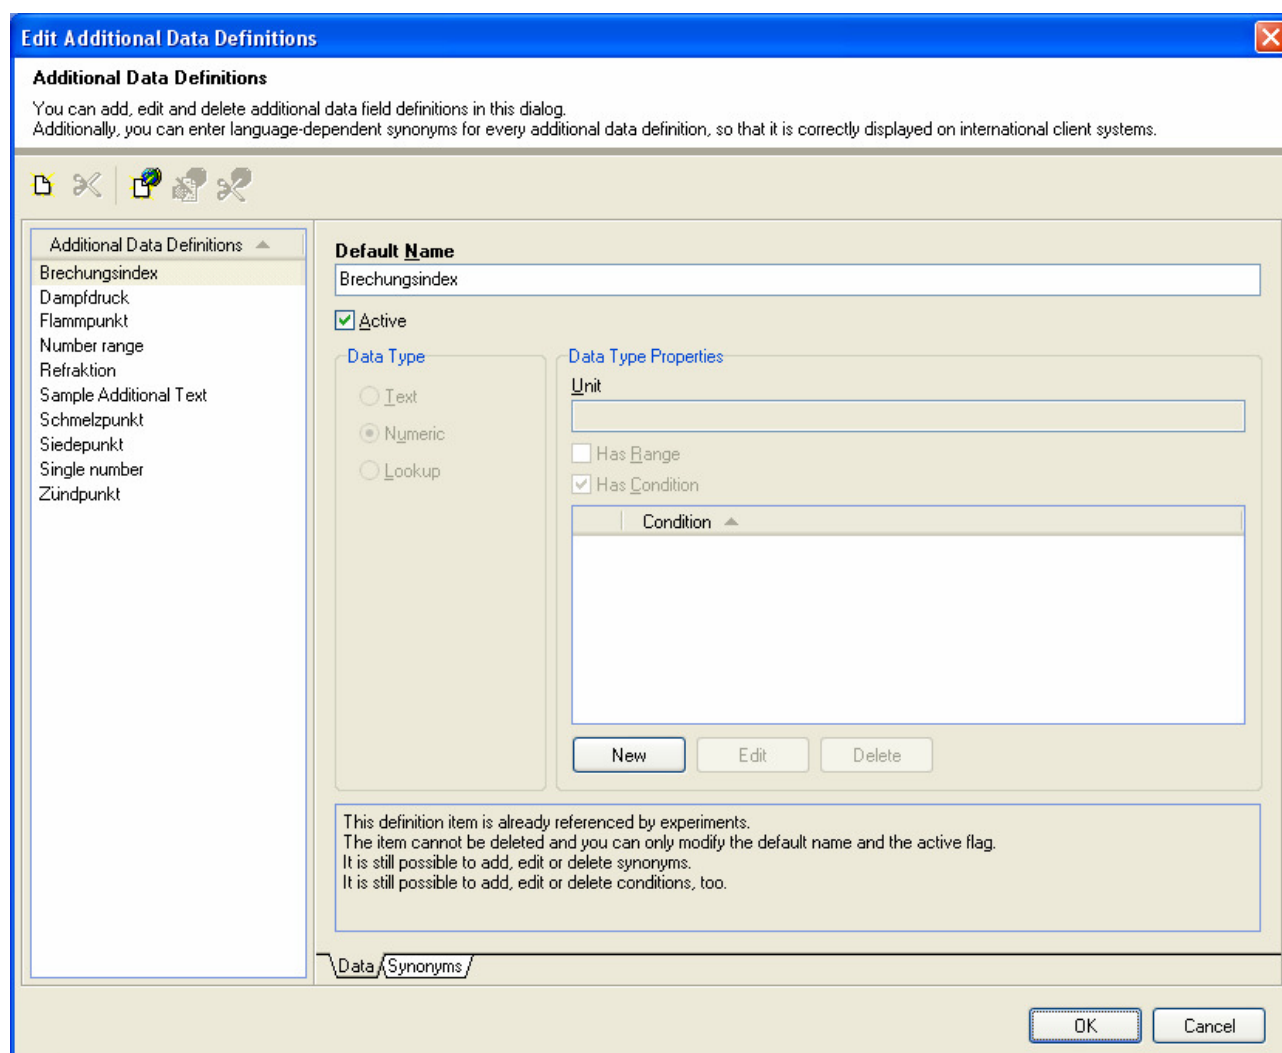 Edit Additional Data Definitions
Additional Data Definitions
You can add, edit and delete additional data field definitions in this dialog.
Additionally, you can enter language-dependent synonyms for every additional data definition, so that it is correctly displayed on international client systems.
Additional Data Definitions
Brechungsindex
Dampfdruck
Flammpunkt
Number range
Refraktion
Sample Additional Text
Schmelzpunkt
Siedepunkt
Single number
Zündpunkt
Default Name
Brechungsindex
Active
Data Type
Text
Numeric
Lookup
Data Type Properties
Unit
Has Range
Has Condition
Condition
New
Edit
Delete
This definition item is already referenced by experiments.
The item cannot be deleted and you can only modify the default name and the active flag.
It is still possible to add, edit or delete synonyms.
It is still possible to add, edit or delete conditions, too.
Data
Synonyms
OK
Cancel